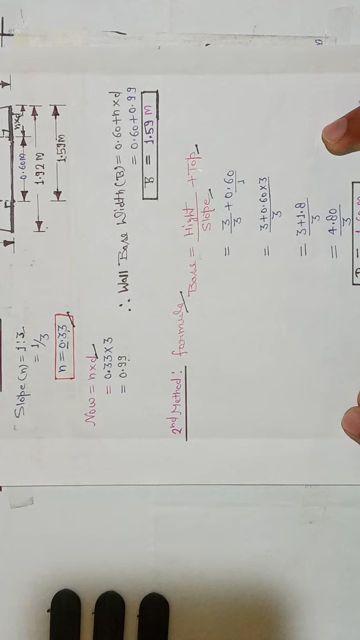 n×d
0.60M
1.92 M
1.59M
Slope(n) = 1:3
= 1/3
n = 0.33
Now = n×d
= 0.33×3
= 0.99
∴ Wall Base Width(B) = 0.60+n×d
= 0.60+0.99
B = 1.59 M
2nd Method: formula
Base = Hight/Slope + Top
= 3/3 + 0.60/1
= 3+0.60×3/3
= 3+1.8/3
= 4.80/3